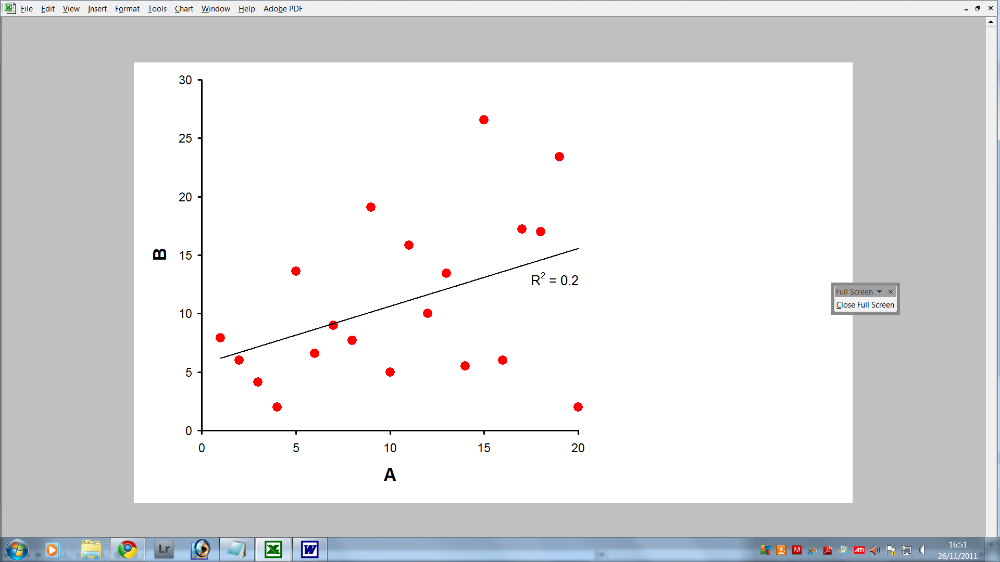 File Edit View Insert Format Tools Chart Window Help Adobe PDF
30
25
20
15
10
5
0
B
R² = 0.2
0 5 10 15 20
A
Full Screen
Close Full Screen
Lr
W
ATI
16:51
26/11/2011